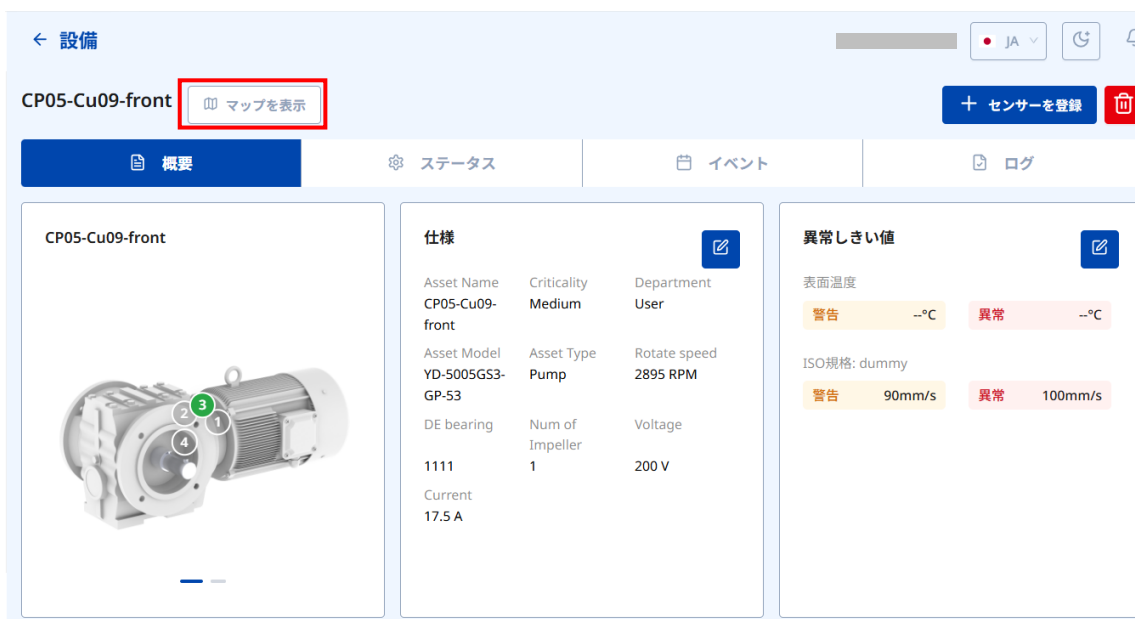 設備
JA
CP05-Cu09-front
マップを表示
センサーを登録
概要
ステータス
イベント
ログ
CP05-Cu09-front
2
3
1
4
仕様
Asset Name
Criticality
Department
CP05-Cu09-
front
Medium
User
Asset Model
Asset Type
Rotate speed
YD-5005GS3-
GP-53
Pump
2895 RPM
DE bearing
Num of
Impeller
Voltage
1111
1
200 V
Current
17.5 A
異常しきい値
表面温度
警告 --°C
異常 --°C
ISO規格: dummy
警告 90mm/s
異常 100mm/s